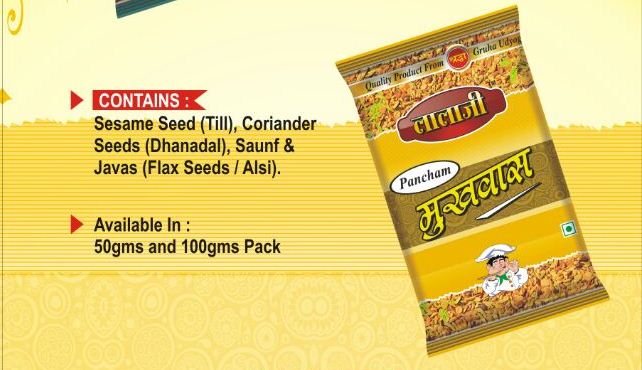 CONTAINS :
Sesame Seed (Till), Coriander
Seeds (Dhanadal), Saunf &
Javas (Flax Seeds / Alsi).
Available In :
50gms and 100gms Pack
Quality Product From श्रद्धा Gruha Udyog
लालाजी
Pancham
मुखवास